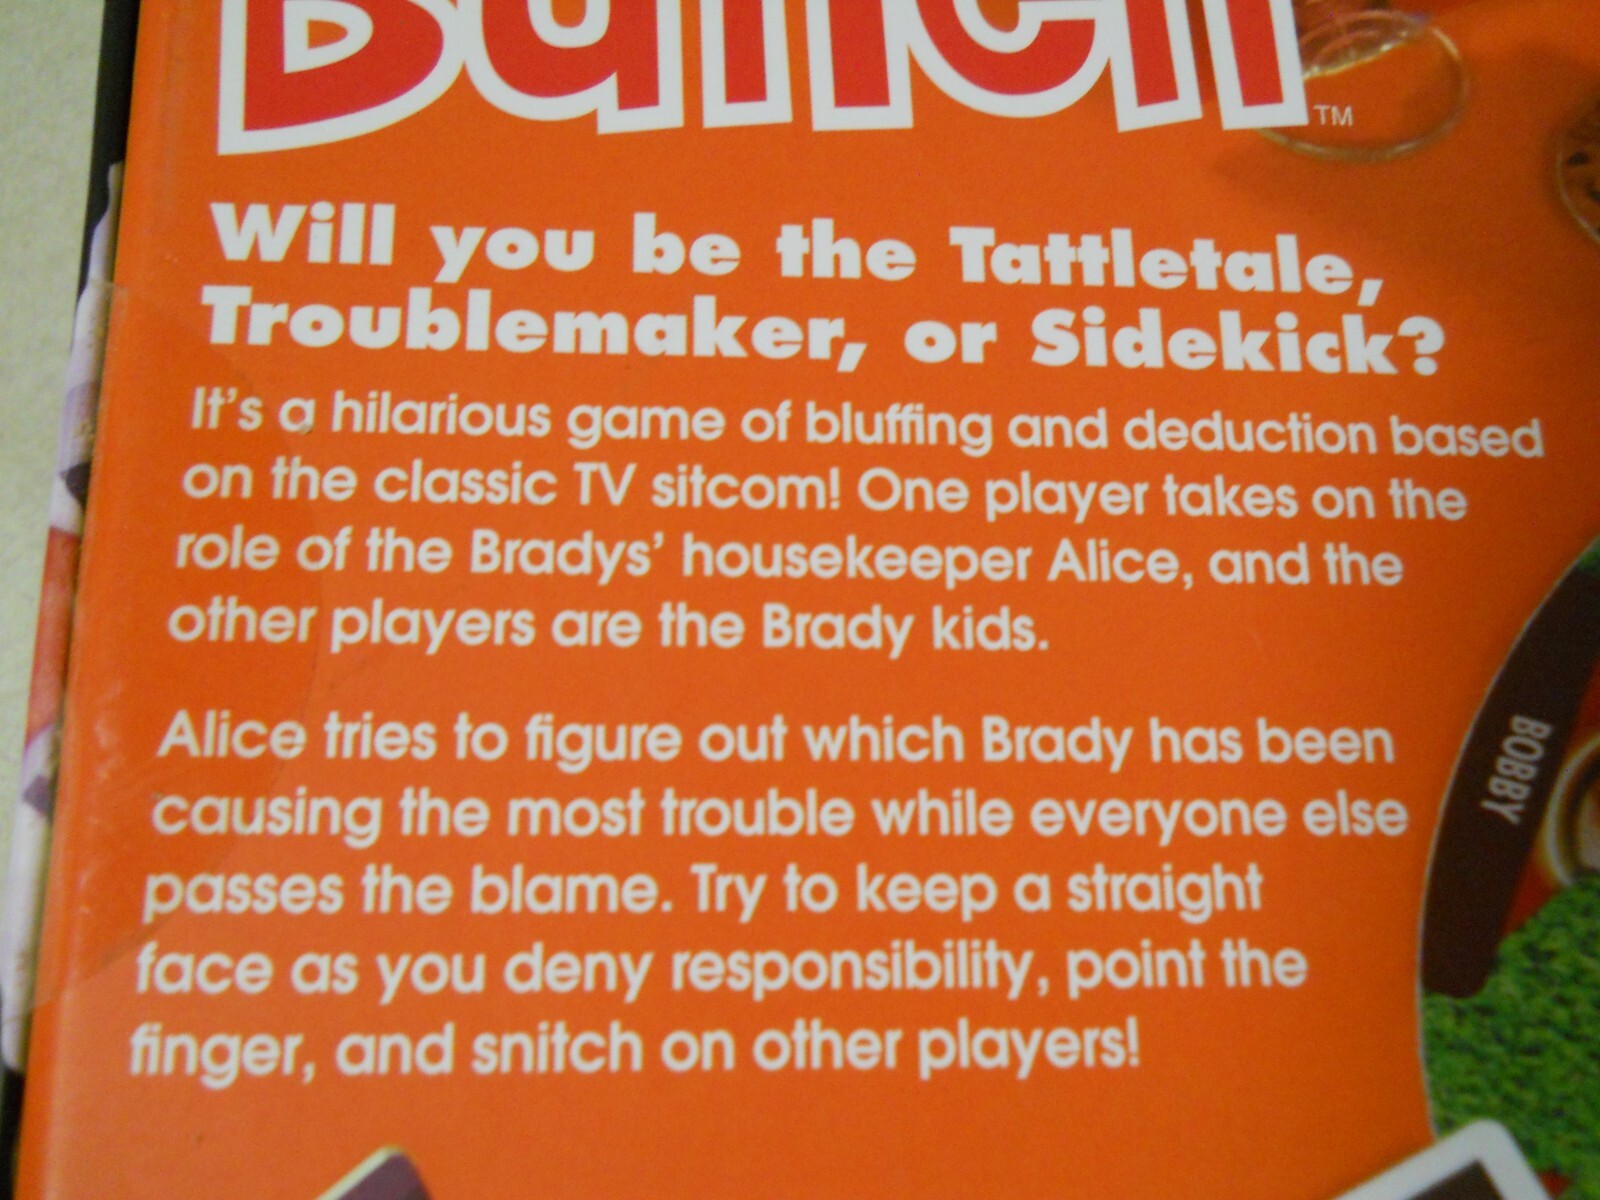 Bunch™
Will you be the Tattletale,
Troublemaker, or Sidekick?
It's a hilarious game of bluffing and deduction based
on the classic TV sitcom! One player takes on the
role of the Bradys' housekeeper Alice, and the
other players are the Brady kids.
Alice tries to figure out which Brady has been
causing the most trouble while everyone else
passes the blame. Try to keep a straight
face as you deny responsibility, point the
finger, and snitch on other players!
BOBBY